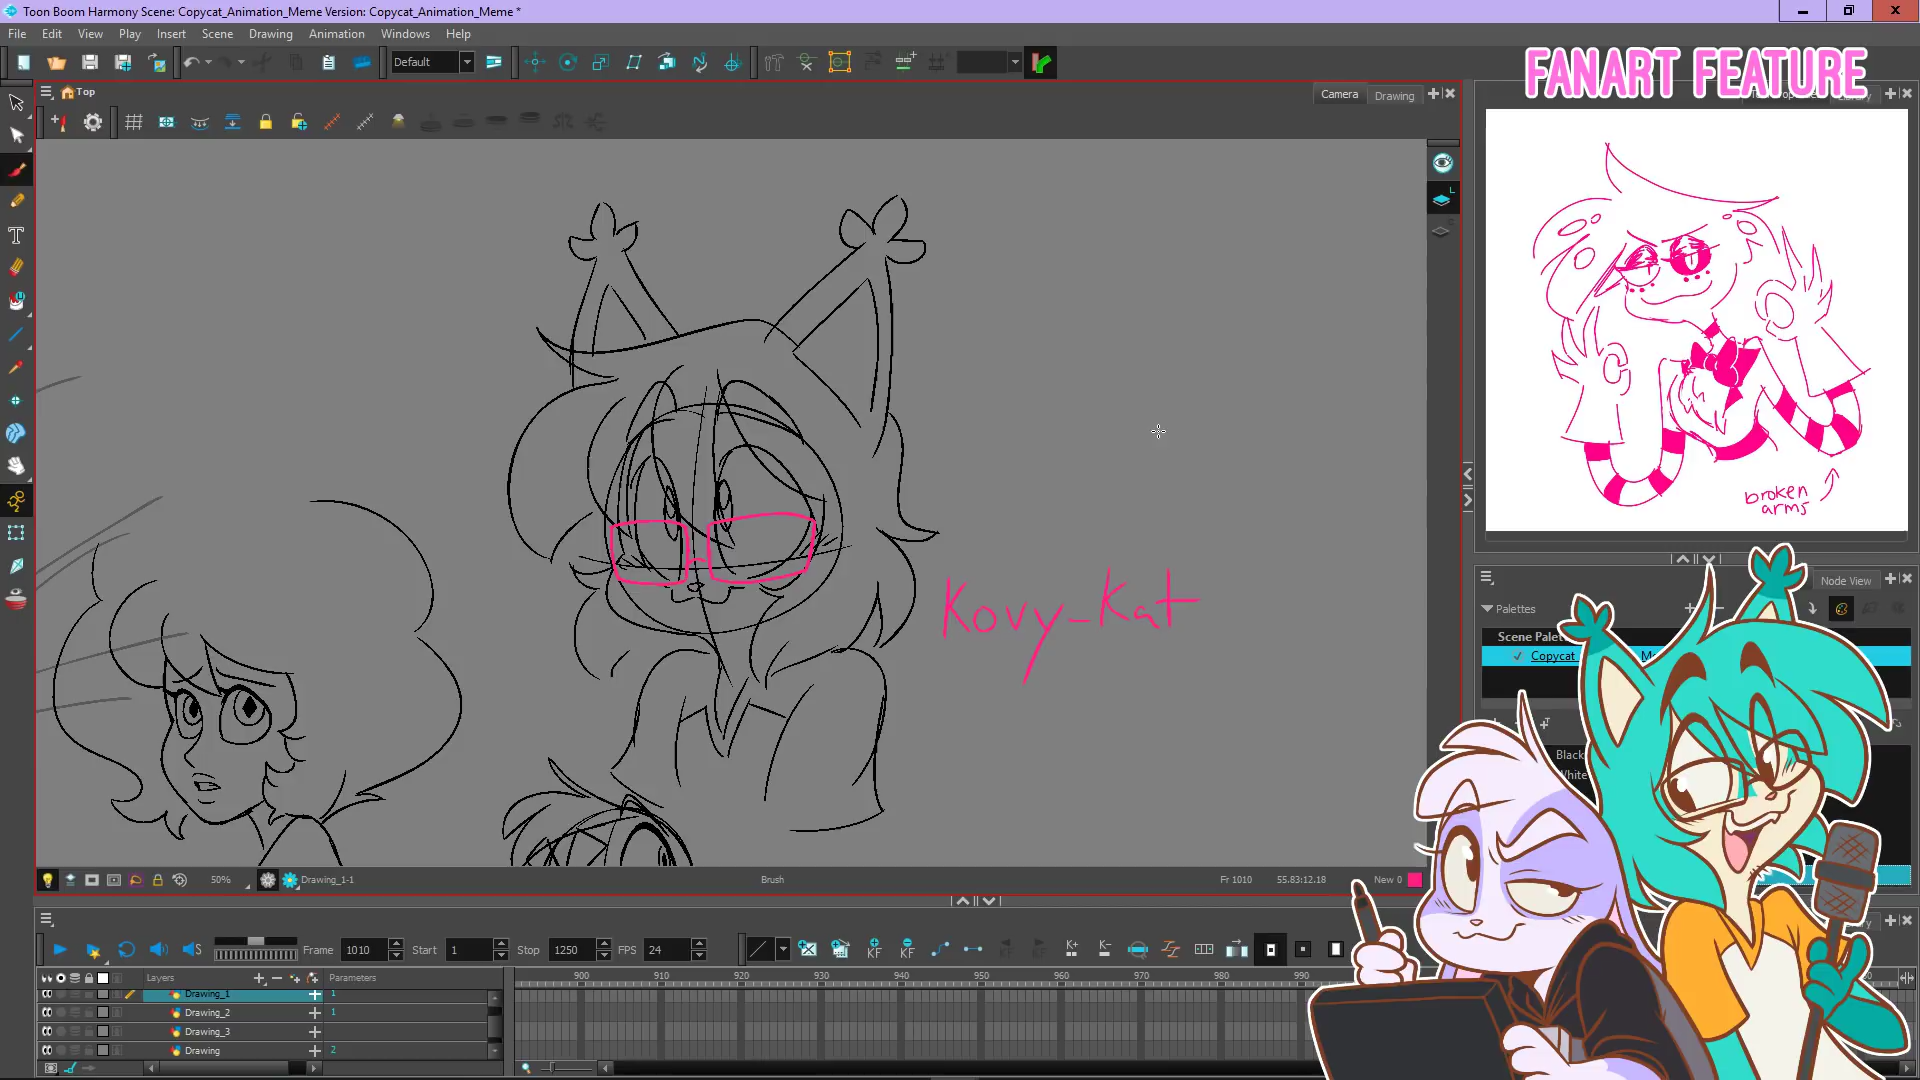 Toon Boom Harmony Scene: Copycat_Animation_Meme Version: Copycat_Animation_Meme *
File Edit View Play Insert Scene Drawing Animation Windows Help
Default
FANART FEATURE
Top
Camera Drawing
broken
arms
Kovy-Kat
Node View
Palettes
Scene Palet
Copycat
Black
White
50%
Drawing_1-1
Brush
Fr 1010
55.83:12.18
New 0
Frame 1010 Start 1 Stop 1250 FPS 24
Layers Parameters
900 910 920 930 940 950 960 970 980 990
Drawing_1 1
Drawing_2 1
Drawing_3
Drawing 2